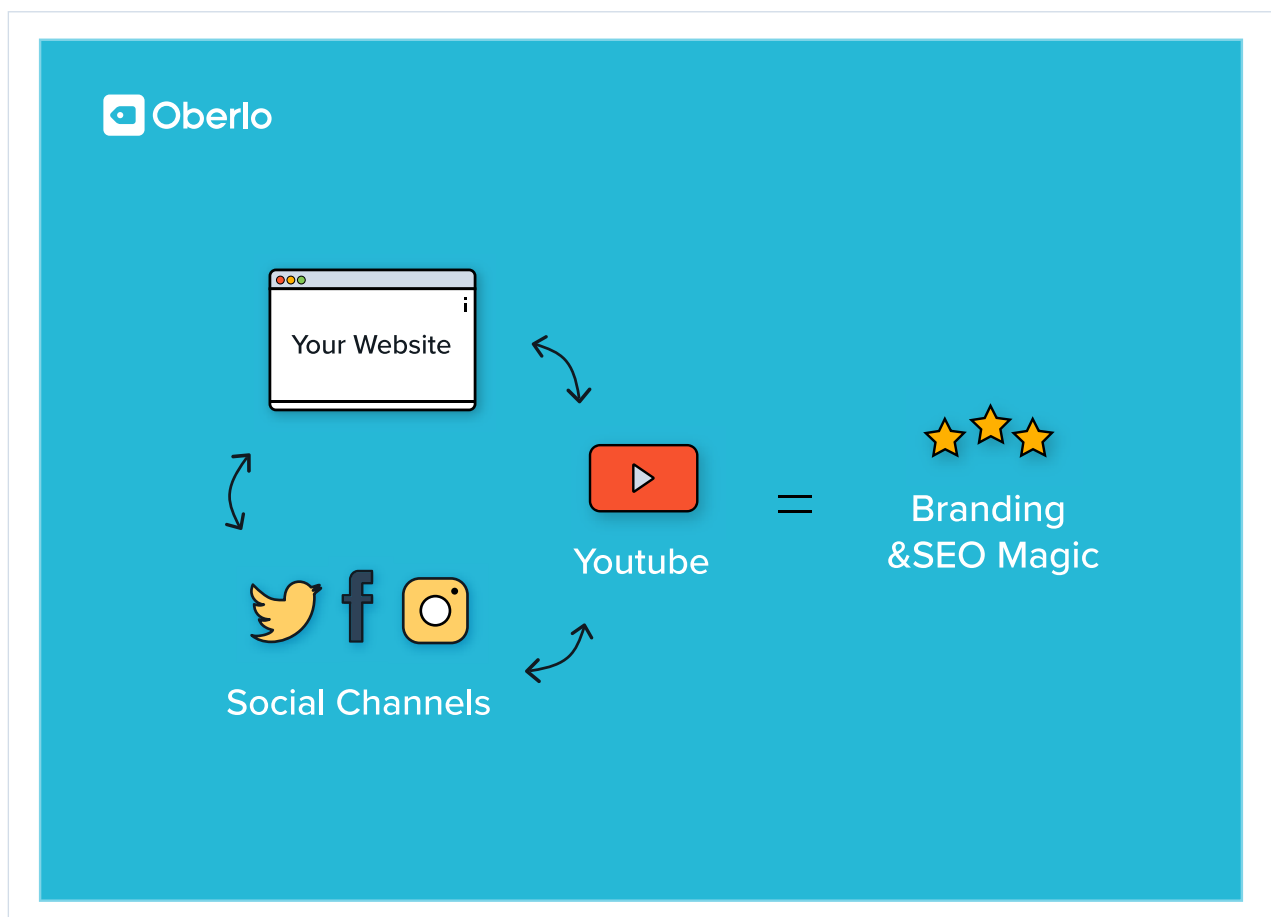 Oberlo
Your Website
Youtube
=
Branding
&SEO Magic
Social Channels